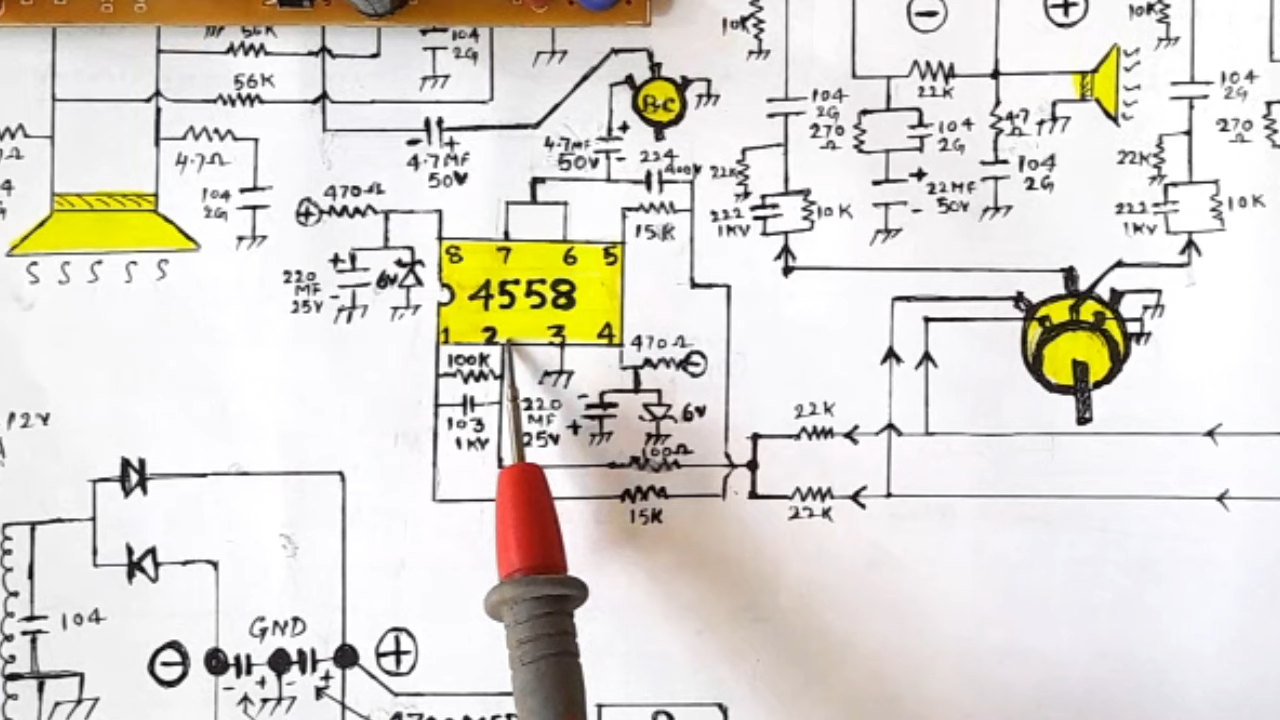 56K
56K
104
2G
10K
10K
4.7Ω
104
2G
4.7MF
50V
4.7MF
50V
224
400V
470Ω
220
MF
25V
6V
8 7 6 5
4558
1 2 3 4
15K
100K
103
1KV
220
MF
25V
470Ω
6V
100Ω
15K
22K
22K
104
2G
22K
222
1KV
10K
270
Ω
22K
104
2G
22MF
50V
4.7
Ω
104
2G
104
2G
270
Ω
22K
222
1KV
10K
S S S S S
104
GND